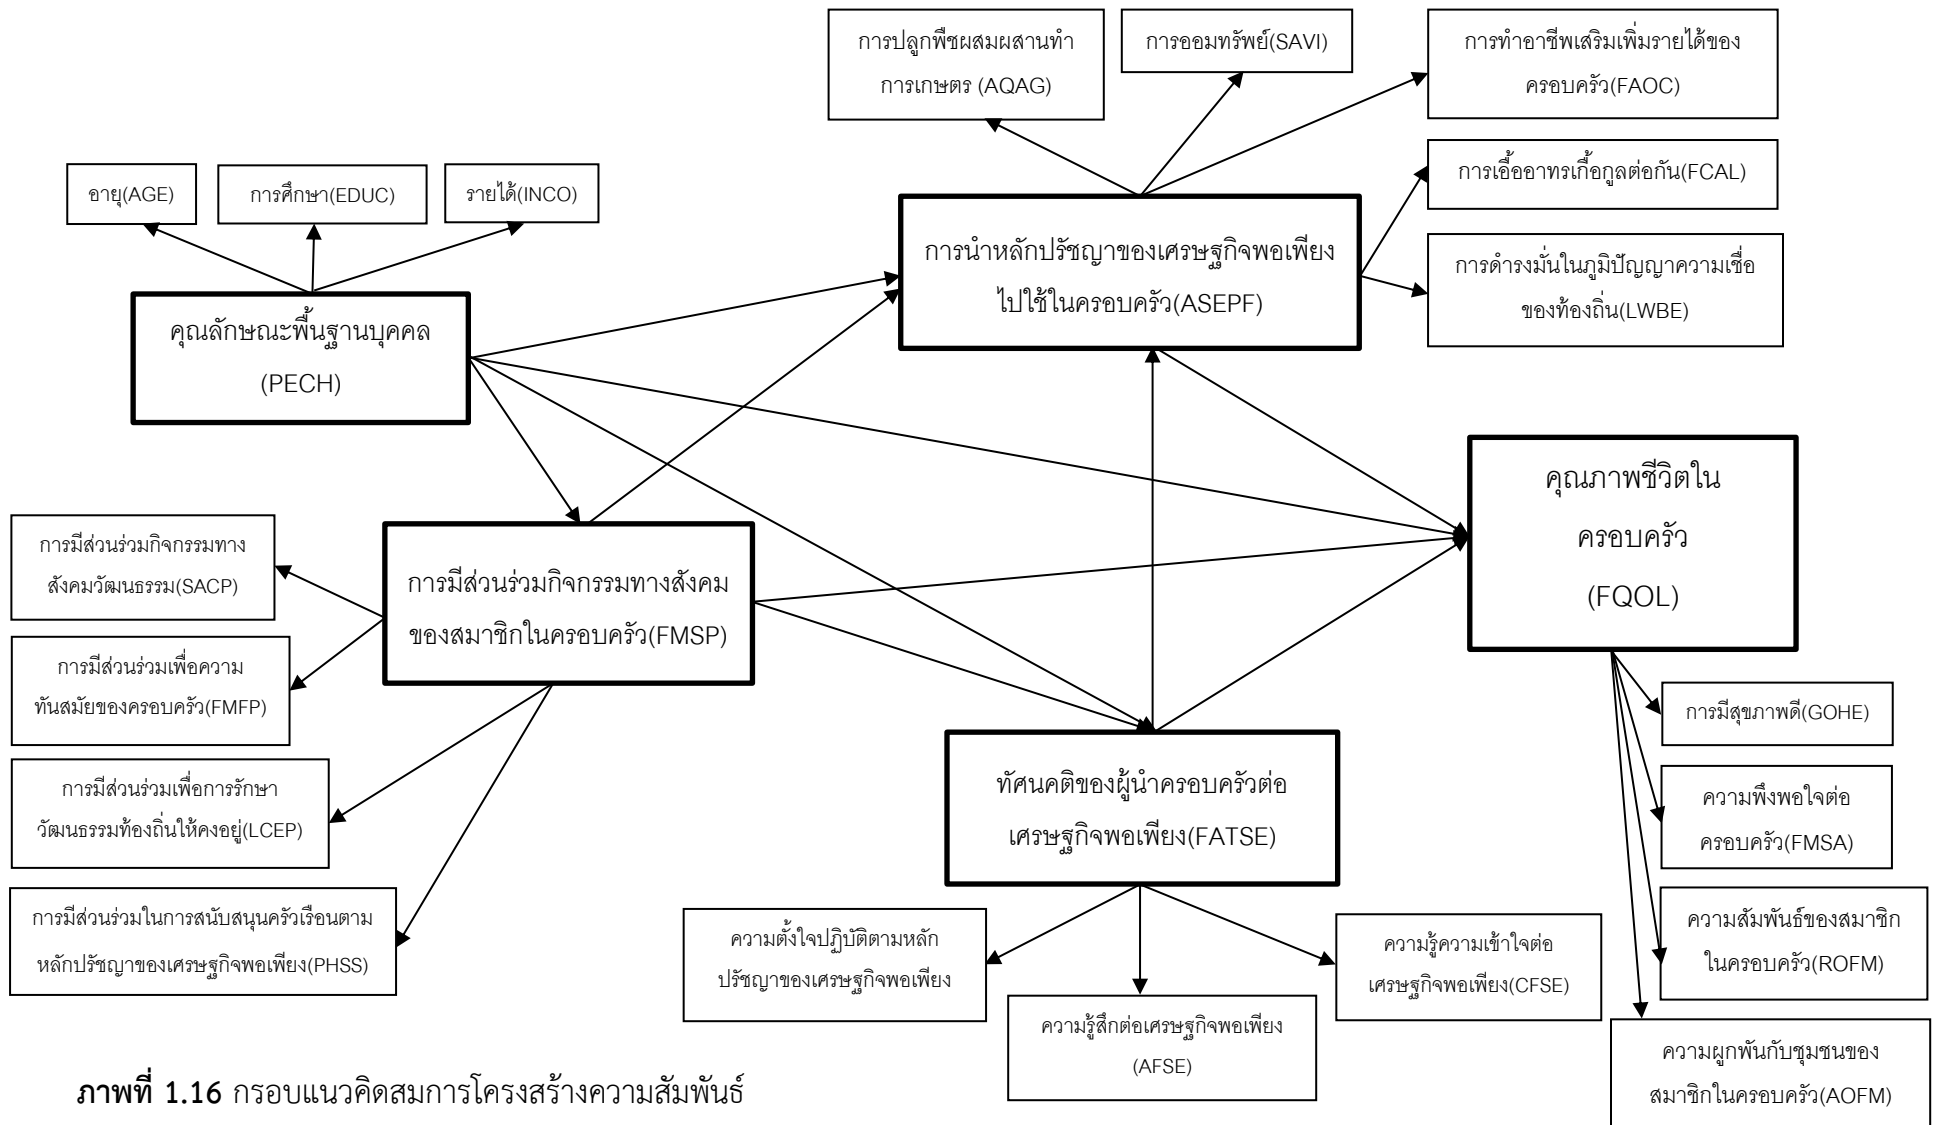 การปลูกพืชผสมผสานทำ
การเกษตร (AQAG)
การออมทรัพย์(SAVI)
การทำอาชีพเสริมเพิ่มรายได้ของ
ครอบครัว(FAOC)
อายุ(AGE)
การศึกษา(EDUC)
รายได้(INCO)
การเอื้ออาทรเกื้อกูลต่อกัน(FCAL)
การนำหลักปรัชญาของเศรษฐกิจพอเพียง
ไปใช้ในครอบครัว(ASEPF)
การดำรงมั่นในภูมิปัญญาความเชื่อ
ของท้องถิ่น(LWBE)
คุณลักษณะพื้นฐานบุคคล
(PECH)
คุณภาพชีวิตใน
ครอบครัว
(FQOL)
การมีส่วนร่วมกิจกรรมทาง
สังคมวัฒนธรรม(SACP)
การมีส่วนร่วมกิจกรรมทางสังคม
ของสมาชิกในครอบครัว(FMSP)
การมีส่วนร่วมเพื่อความ
ทันสมัยของครอบครัว(FMFP)
การมีส่วนร่วมเพื่อการรักษา
วัฒนธรรมท้องถิ่นให้คงอยู่(LCEP)
การมีส่วนร่วมในการสนับสนุนครัวเรือนตาม
หลักปรัชญาของเศรษฐกิจพอเพียง(PHSS)
ทัศนคติของผู้นำครอบครัวต่อ
เศรษฐกิจพอเพียง(FATSE)
การมีสุขภาพดี(GOHE)
ความพึงพอใจต่อ
ครอบครัว(FMSA)
ความสัมพันธ์ของสมาชิก
ในครอบครัว(ROFM)
ความผูกพันกับชุมชนของ
สมาชิกในครอบครัว(AOFM)
ความตั้งใจปฏิบัติตามหลัก
ปรัชญาของเศรษฐกิจพอเพียง
ความรู้สึกต่อเศรษฐกิจพอเพียง
(AFSE)
ความรู้ความเข้าใจต่อ
เศรษฐกิจพอเพียง(CFSE)
ภาพที่ 1.16 กรอบแนวคิดสมการโครงสร้างความสัมพันธ์